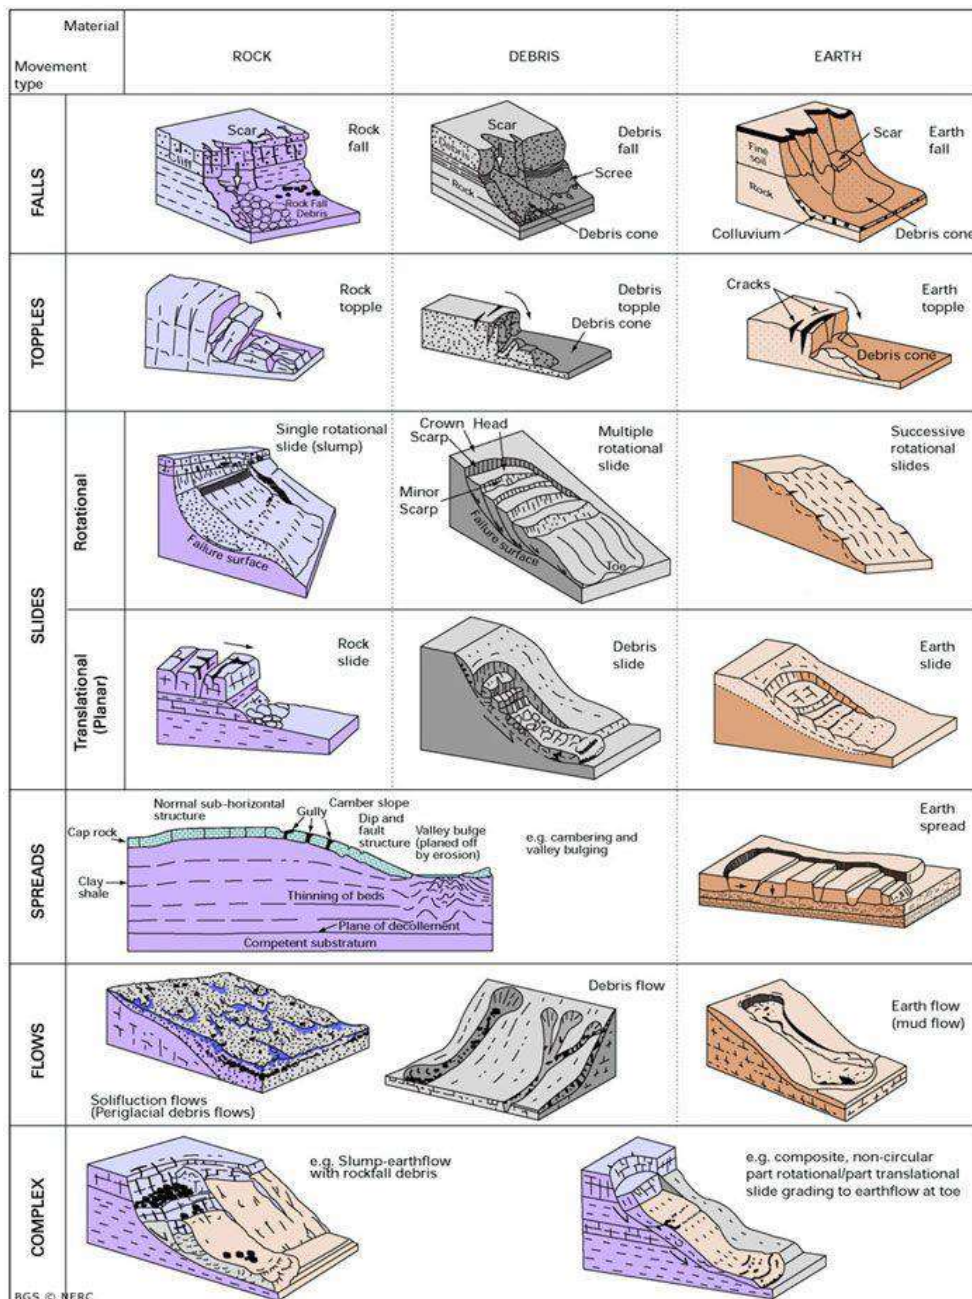 Material
Movement
type
ROCK
DEBRIS
EARTH
FALLS
Scar
Cliff
Rock Fall
Debris
Rock
fall
Scar
Debris
Rock
Debris
fall
Scree
Debris cone
Fine
soil
Rock
Scar
Earth
fall
Colluvium
Debris cone
TOPPLES
Rock
topple
Debris
topple
Debris cone
Cracks
Earth
topple
Debris cone
SLIDES
Rotational
Single rotational
slide (slump)
Failure surface
Crown
Scarp
Head
Minor
Scarp
Failure surface
Toe
Multiple
rotational
slide
Successive
rotational
slides
Translational
(Planar)
Rock
slide
Debris
slide
Earth
slide
SPREADS
Normal sub-horizontal
structure
Cap rock
Clay
shale
Gully
Camber slope
Dip and
fault
structure
Valley bulge
(planed off
by erosion)
Thinning of beds
Plane of decollement
Competent substratum
e.g. cambering and
valley bulging
Earth
spread
FLOWS
Solifluction flows
(Periglacial debris flows)
Debris flow
Earth flow
(mud flow)
COMPLEX
e.g. Slump-earthflow
with rockfall debris
e.g. composite, non-circular
part rotational/part translational
slide grading to earthflow at toe
BGS © NERC